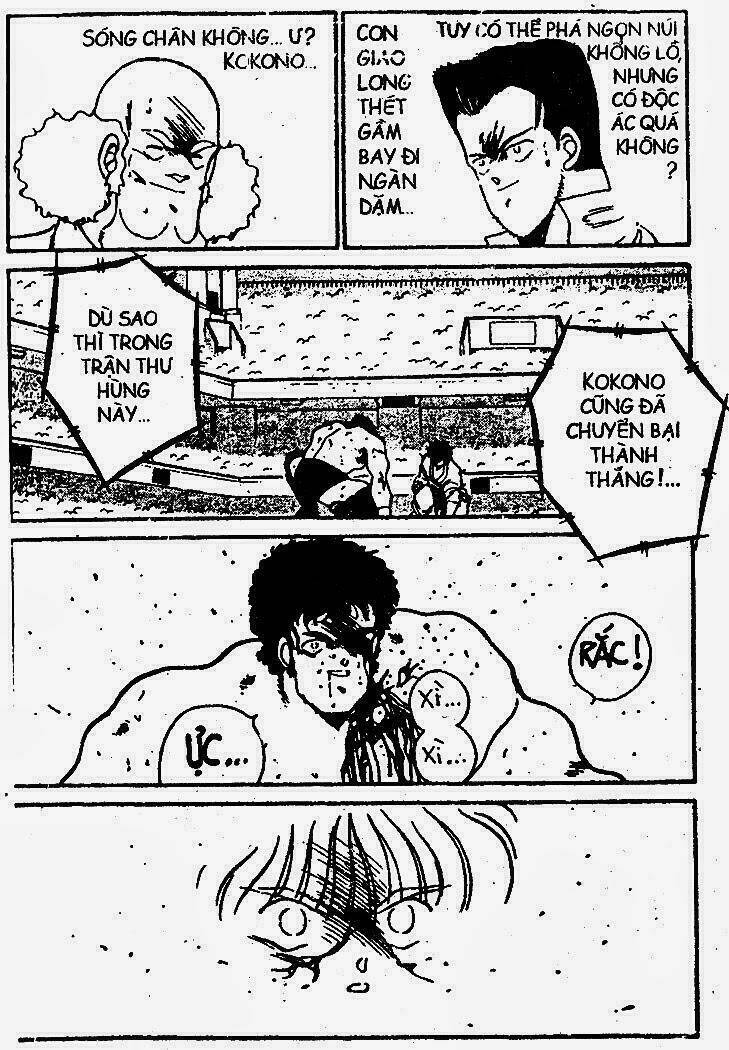 SÓNG CHÂN KHÔNG... Ư?
KOKONO...
CON
GIAO
LONG
THÉT
GẦM
BAY ĐI
NGÀN
DẶM...
TUY CÓ THỂ PHÁ NGỌN NÚI
KHỔNG LỒ,
NHƯNG
CÓ ĐỘC
ÁC QUÁ
KHÔNG
?
DÙ SAO
THÌ TRONG
TRẬN THƯ
HÙNG
NÀY...
KOKONO
CŨNG ĐÃ
CHUYỂN BẠI
THÀNH
THẮNG!...
RẮC!
XÌ...
XÌ...
ỰC...